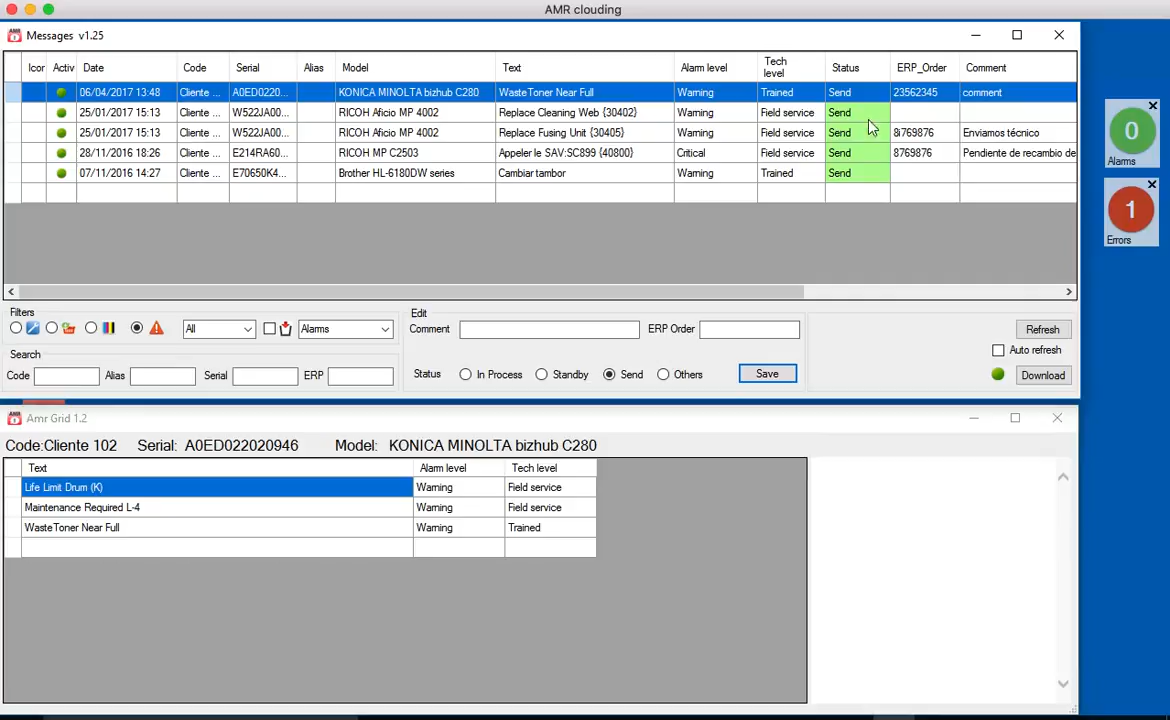 AMR clouding
Messages v1.25
Icor Activ Date Code Serial Alias Model Text Alarm level Tech level Status ERP_Order Comment
06/04/2017 13:48 Cliente ... A0ED0220... KONICA MINOLTA bizhub C280 WasteToner Near Full Warning Trained Send 23562345 comment
25/01/2017 15:13 Cliente ... W522JA00... RICOH Aficio MP 4002 Replace Cleaning Web {30402} Warning Field service Send
25/01/2017 15:13 Cliente ... W522JA00... RICOH Aficio MP 4002 Replace Fusing Unit {30405} Warning Field service Send &769876 Enviamos técnico
28/11/2016 18:26 Cliente ... E214RA60... RICOH MP C2503 Appeler le SAV:SC899 {40800} Critical Field service Send 8769876 Pendiente de recambio de
07/11/2016 14:27 Cliente ... E70650K4... Brother HL-6180DW series Cambiar tambor Warning Trained Send
0
Alarms
1
Errors
Filters
All Alarms
Search
Code Alias Serial ERP
Edit
Comment ERP Order
Status In Process Standby Send Others Save
Refresh
Auto refresh
Download
Amr Grid 1.2
Code:Cliente 102 Serial: A0ED022020946 Model: KONICA MINOLTA bizhub C280
Text Alarm level Tech level
Life Limit Drum (K) Warning Field service
Maintenance Required L-4 Warning Field service
WasteToner Near Full Warning Trained